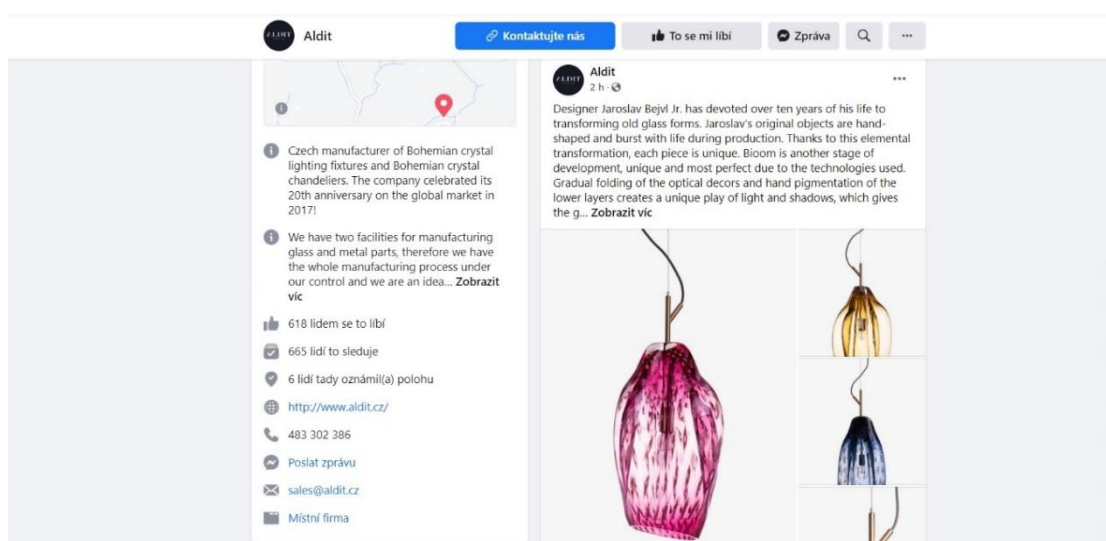 ALDIT
Aldit
Kontaktujte nás
To se mi líbí
Zpráva
Czech manufacturer of Bohemian crystal
lighting fixtures and Bohemian crystal
chandeliers. The company celebrated its
20th anniversary on the global market in
2017!
We have two facilities for manufacturing
glass and metal parts, therefore we have
the whole manufacturing process under
our control and we are an idea... Zobrazit
víc
618 lidem se to líbí
665 lidí to sleduje
6 lidí tady oznámil(a) polohu
http://www.aldit.cz/
483 302 386
Poslat zprávu
sales@aldit.cz
Místní firma
ALDIT
Aldit
2 h
Designer Jaroslav Bejvl Jr. has devoted over ten years of his life to
transforming old glass forms. Jaroslav's original objects are hand-
shaped and burst with life during production. Thanks to this elemental
transformation, each piece is unique. Bioom is another stage of
development, unique and most perfect due to the technologies used.
Gradual folding of the optical decors and hand pigmentation of the
lower layers creates a unique play of light and shadows, which gives
the g... Zobrazit víc